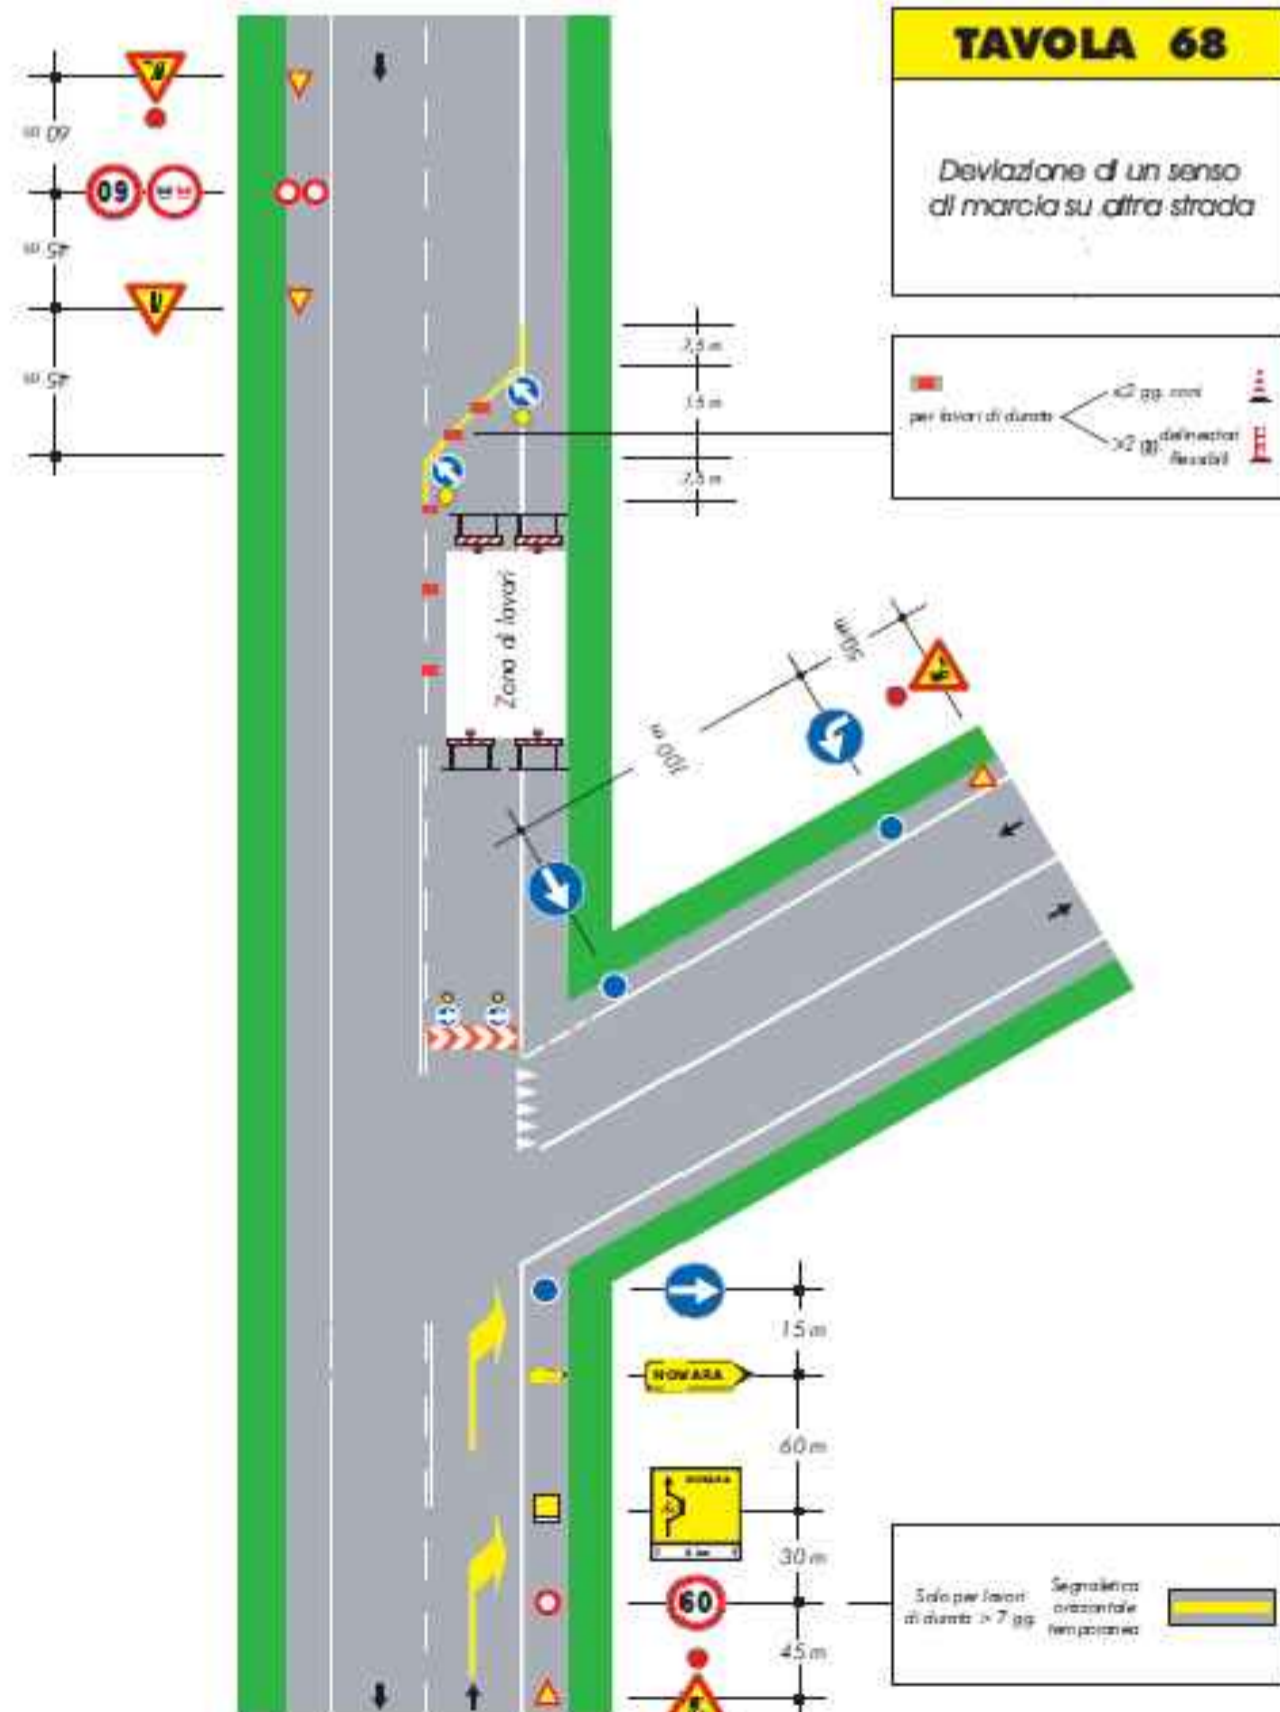 TAVOLA 68
Deviazione di un senso
di marcia su altra strada
60 m
60
45 m
45 m
7,5 m
15 m
7,5 m
per lavori di durata
<2 gg. coni
>2 gg. delineatori
flessibili
Zona di lavori
50 m
100 m
15 m
NOVARA
60 m
NOVARA
30 m
60
45 m
Solo per lavori
di durata > 7 gg.
Segnaletica
orizzontale
temporanea